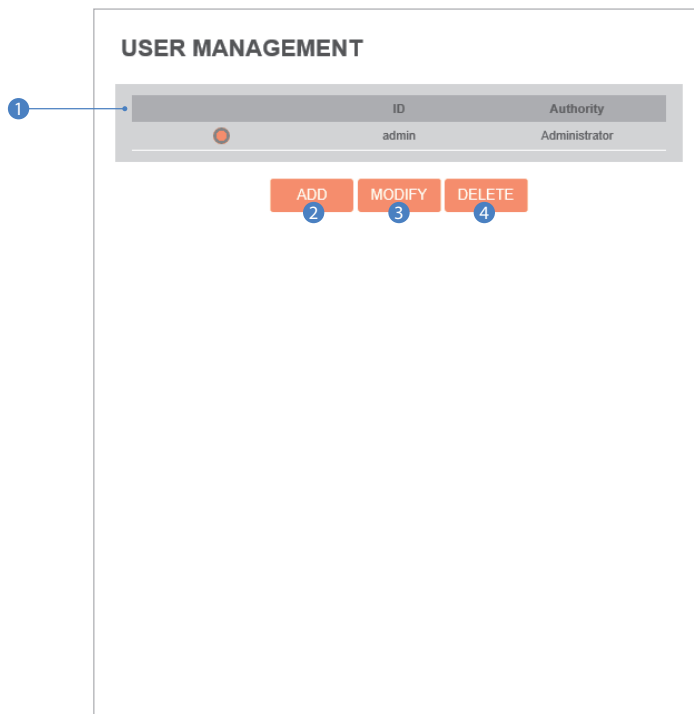 USER MANAGEMENT
1
ID Authority
admin Administrator
ADD MODIFY DELETE
2 3 4